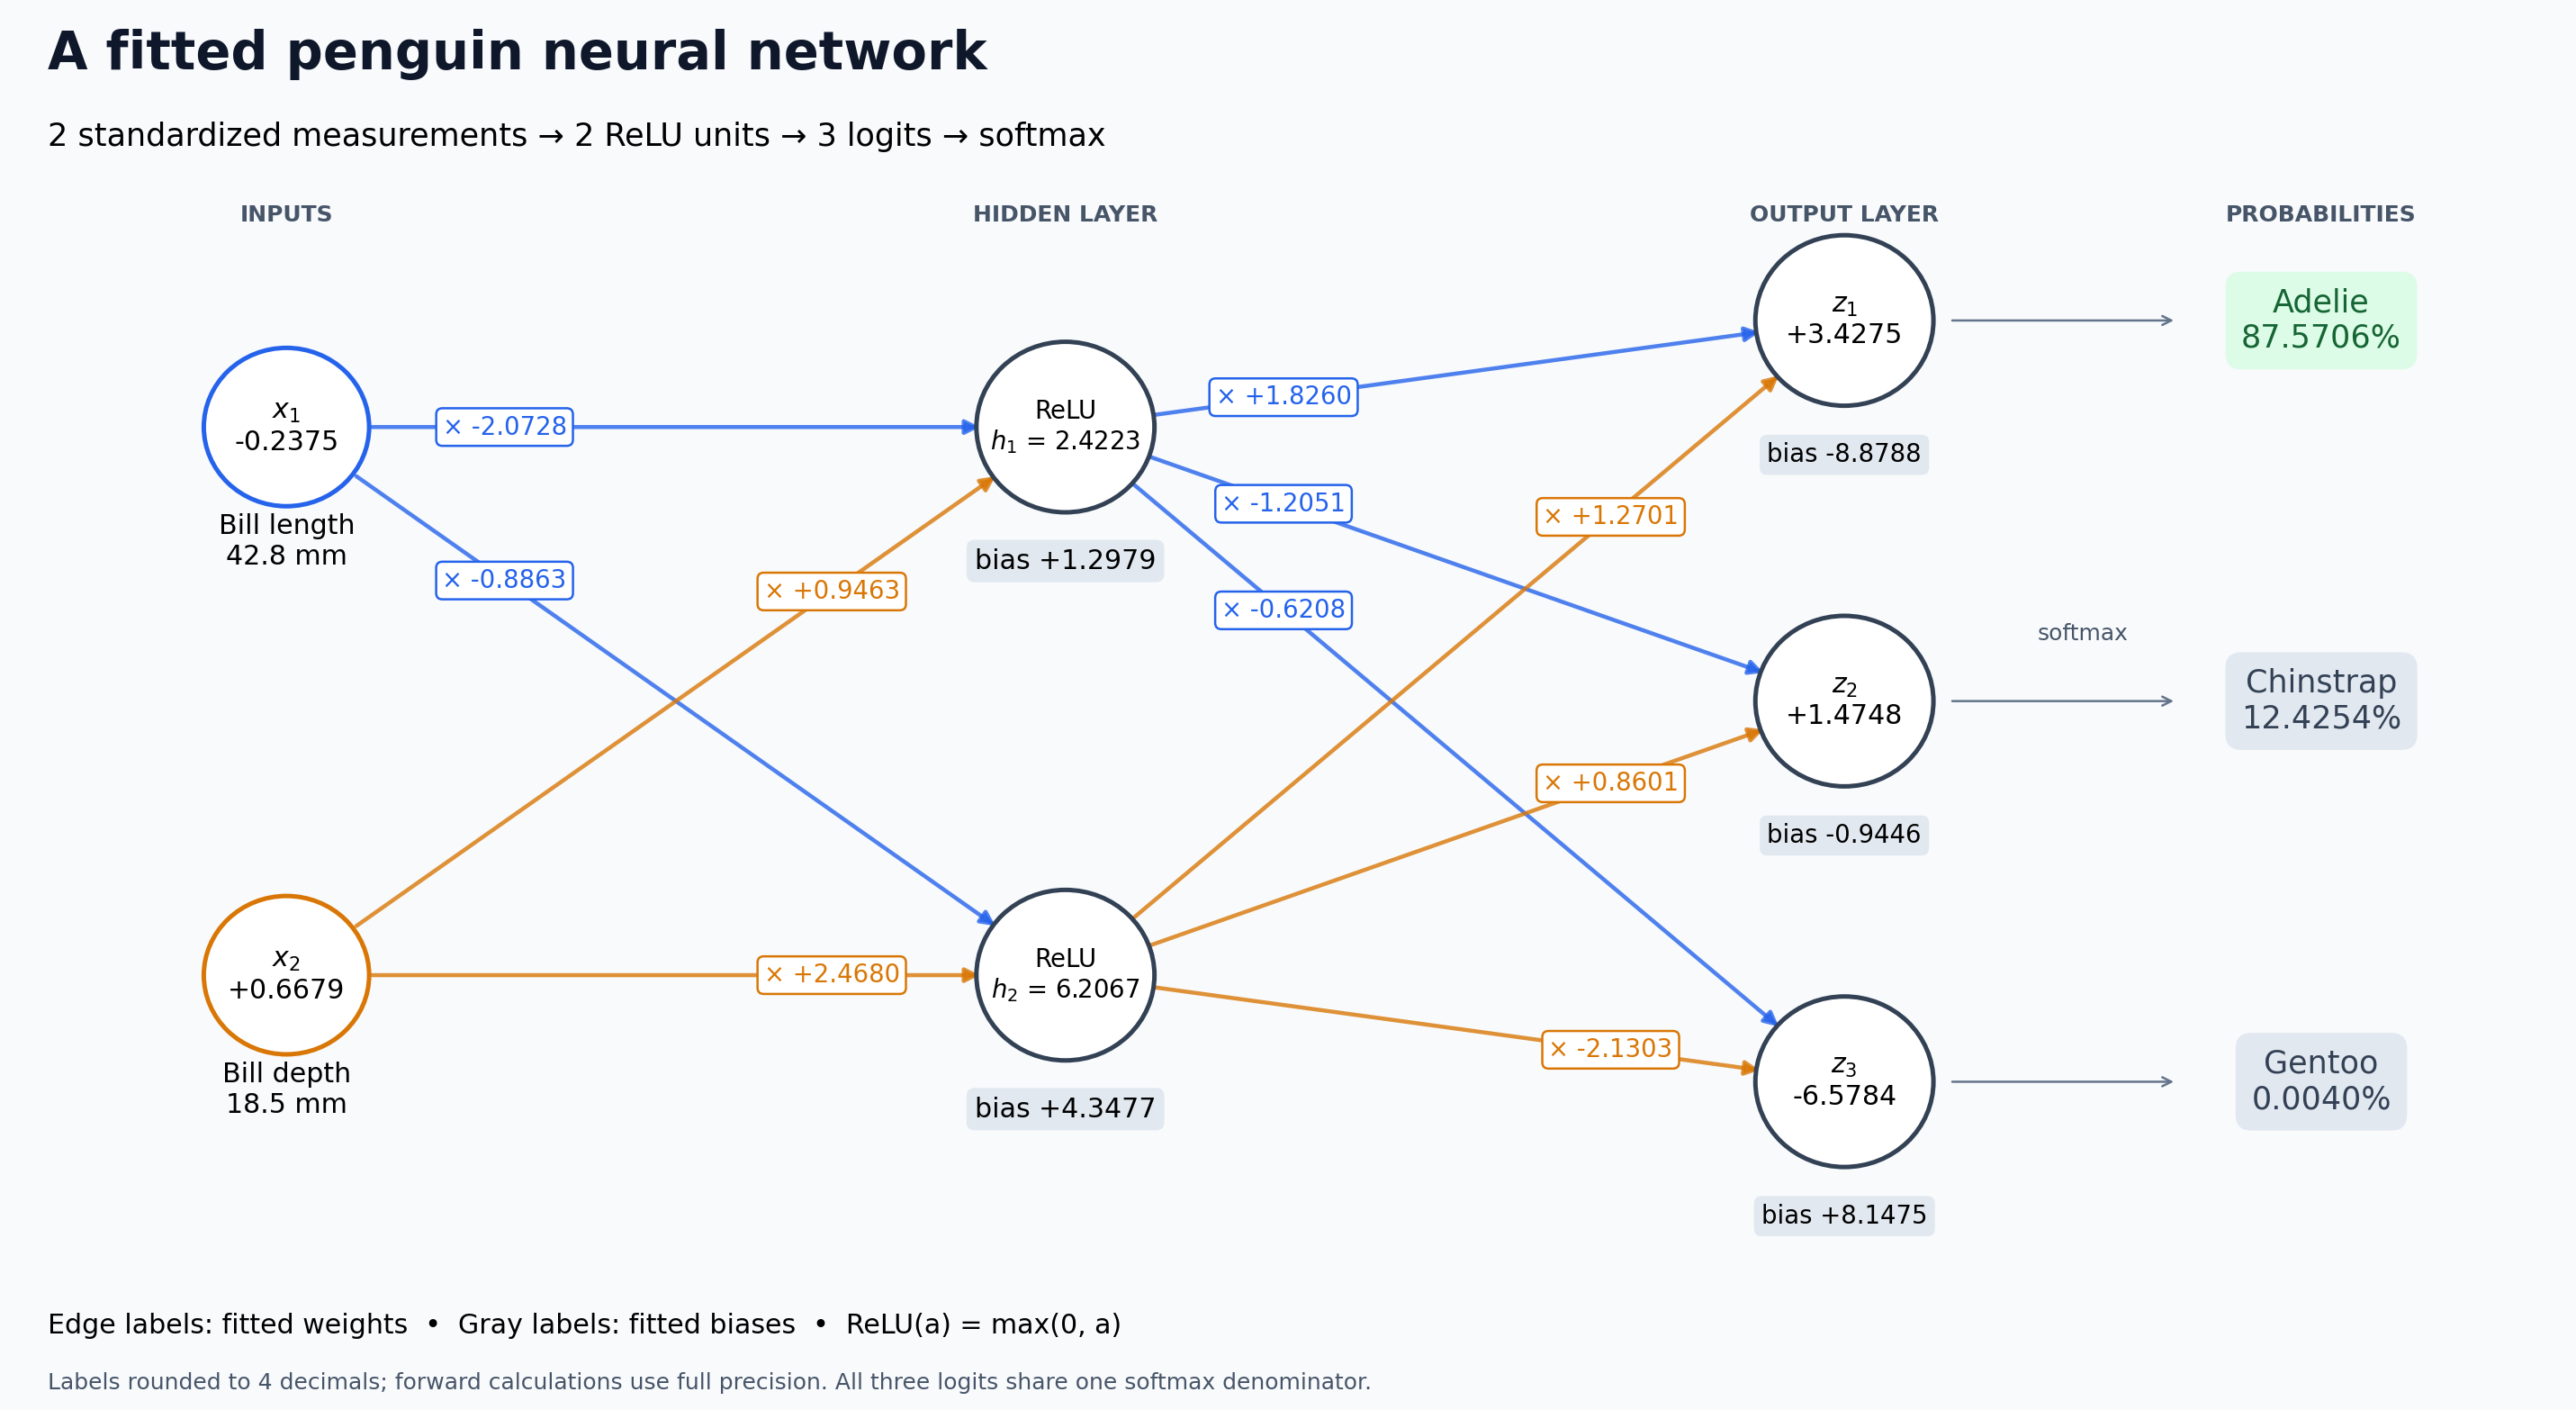 A fitted penguin neural network
2 standardized measurements → 2 ReLU units → 3 logits → softmax
INPUTS
HIDDEN LAYER
OUTPUT LAYER
PROBABILITIES
x₁
-0.2375
Bill length
42.8 mm
× -2.0728
× -0.8863
x₂
+0.6679
Bill depth
18.5 mm
× +0.9463
× +2.4680
ReLU
h₁ = 2.4223
bias +1.2979
ReLU
h₂ = 6.2067
bias +4.3477
× +1.8260
× -1.2051
× -0.6208
× +1.2701
× +0.8601
× -2.1303
z₁
+3.4275
bias -8.8788
z₂
+1.4748
bias -0.9446
z₃
-6.5784
bias +8.1475
softmax
Adelie
87.5706%
Chinstrap
12.4254%
Gentoo
0.0040%
Edge labels: fitted weights • Gray labels: fitted biases • ReLU(a) = max(0, a)
Labels rounded to 4 decimals; forward calculations use full precision. All three logits share one softmax denominator.